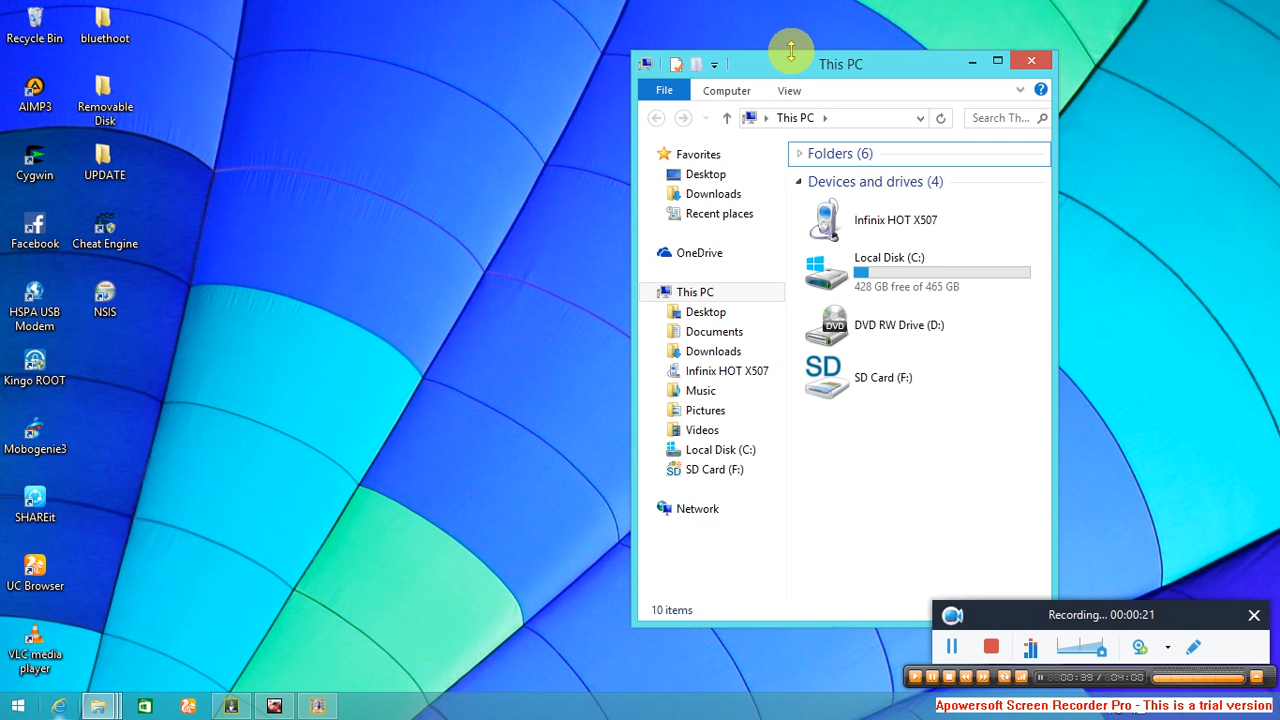 Recycle Bin
bluethoot
AIMP3
Removable Disk
Cygwin
UPDATE
Facebook
Cheat Engine
HSPA USB Modem
NSIS
Kingo ROOT
Mobogenie3
SHAREit
UC Browser
VLC media player
This PC
File
Computer
View
This PC
Search Th...
Favorites
Desktop
Downloads
Recent places
OneDrive
This PC
Desktop
Documents
Downloads
Infinix HOT X507
Music
Pictures
Videos
Local Disk (C:)
SD Card (F:)
Network
Folders (6)
Devices and drives (4)
Infinix HOT X507
Local Disk (C:)
428 GB free of 465 GB
DVD
DVD RW Drive (D:)
SD
SD Card (F:)
10 items
Recording... 00:00:21
00:00:39 / 04:00
Apowersoft Screen Recorder Pro - This is a trial version